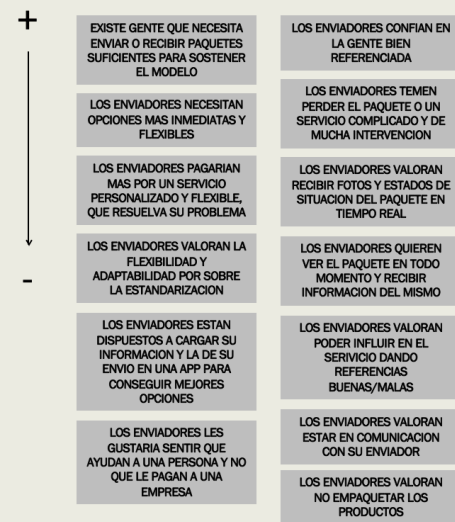 +
EXISTE GENTE QUE NECESITA
ENVIAR O RECIBIR PAQUETES
SUFICIENTES PARA SOSTENER
EL MODELO
LOS ENVIADORES NECESITAN
OPCIONES MAS INMEDIATAS Y
FLEXIBLES
LOS ENVIADORES PAGARIAN
MAS POR UN SERVICIO
PERSONALIZADO Y FLEXIBLE,
QUE RESUELVA SU PROBLEMA
LOS ENVIADORES VALORAN LA
FLEXIBILIDAD Y
ADAPTABILIDAD POR SOBRE
LA ESTANDARIZACION
-
LOS ENVIADORES ESTAN
DISPUESTOS A CARGAR SU
INFORMACION Y LA DE SU
ENVIO EN UNA APP PARA
CONSEGUIR MEJORES
OPCIONES
LOS ENVIADORES LES
GUSTARIA SENTIR QUE
AYUDAN A UNA PERSONA Y NO
QUE LE PAGAN A UNA
EMPRESA
LOS ENVIADORES CONFIAN EN
LA GENTE BIEN
REFERENCIADA
LOS ENVIADORES TEMEN
PERDER EL PAQUETE O UN
SERVICIO COMPLICADO Y DE
MUCHA INTERVENCION
LOS ENVIADORES VALORAN
RECIBIR FOTOS Y ESTADOS DE
SITUACION DEL PAQUETE EN
TIEMPO REAL
LOS ENVIADORES QUIEREN
VER EL PAQUETE EN TODO
MOMENTO Y RECIBIR
INFORMACION DEL MISMO
LOS ENVIADORES VALORAN
PODER INFLUIR EN EL
SERIVICIO DANDO
REFERENCIAS
BUENAS/MALAS
LOS ENVIADORES VALORAN
ESTAR EN COMUNICACION
CON SU ENVIADOR
LOS ENVIADORES VALORAN
NO EMPAQUETAR LOS
PRODUCTOS